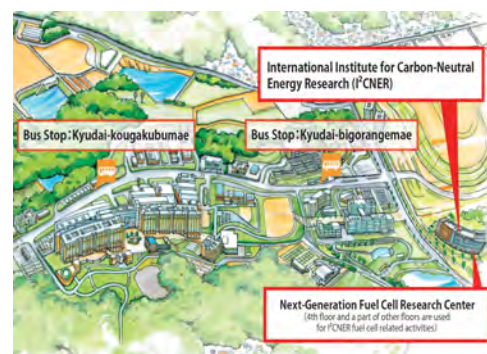 International Institute for Carbon-Neutral
Energy Research (I²CNER)
Bus Stop：Kyudai-kougakubumae
Bus Stop：Kyudai-bigorangemae
Next-Generation Fuel Cell Research Center
(4th floor and a part of other floors are used
for I²CNER fuel cell related activities)